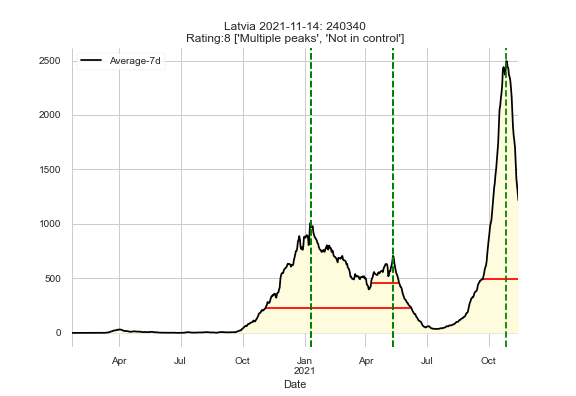 Latvia 2021-11-14: 240340
Rating:8 ['Multiple peaks', 'Not in control']
Average-7d
2500
2000
1500
1000
500
0
Apr Jul Oct Jan Apr Jul Oct
2021
Date